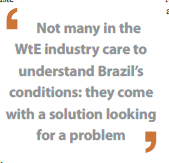 ‘
Not many in the
WtE industry care to
understand Brazil’s
conditions: they come
with a solution looking
for a problem
’